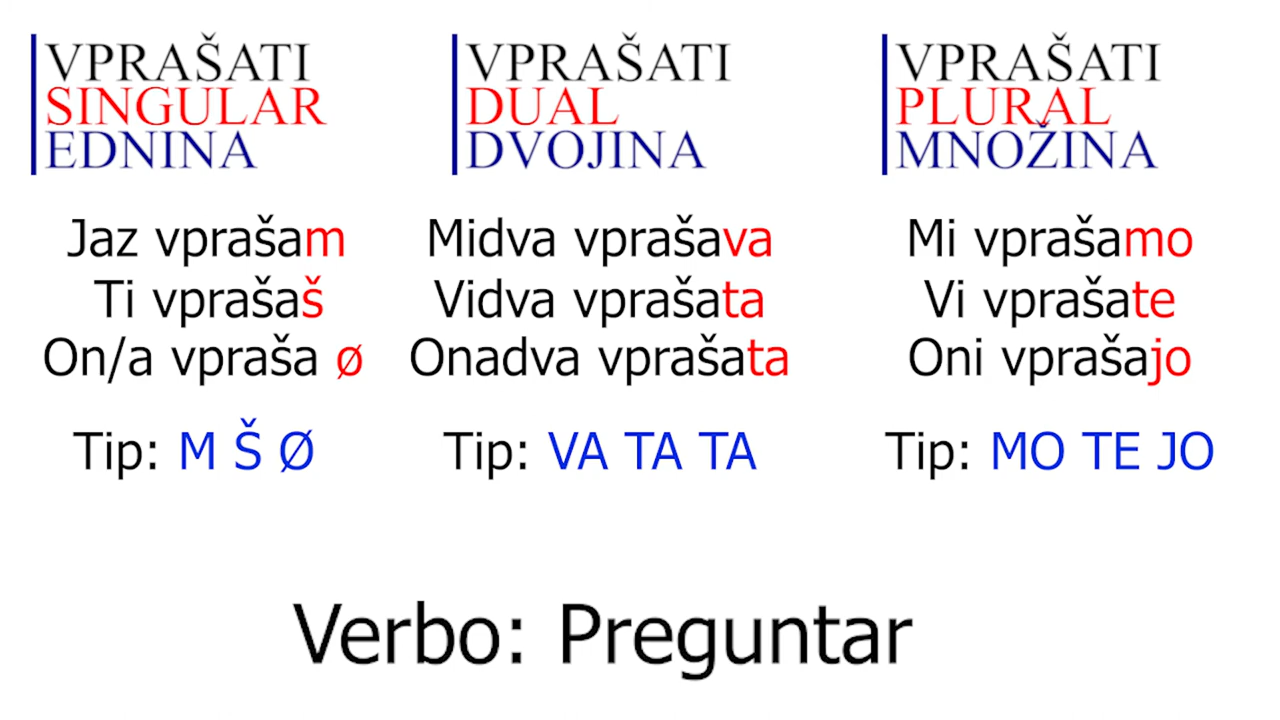 VPRAŠATI
SINGULAR
EDNINA
Jaz vprašam
Ti vprašaš
On/a vpraša ø
Tip: M Š Ø
VPRAŠATI
DUAL
DVOJINA
Midva vprašava
Vidva vprašata
Onadva vprašata
Tip: VA TA TA
VPRAŠATI
PLURAL
MNOŽINA
Mi vprašamo
Vi vprašate
Oni vprašajo
Tip: MO TE JO
Verbo: Preguntar